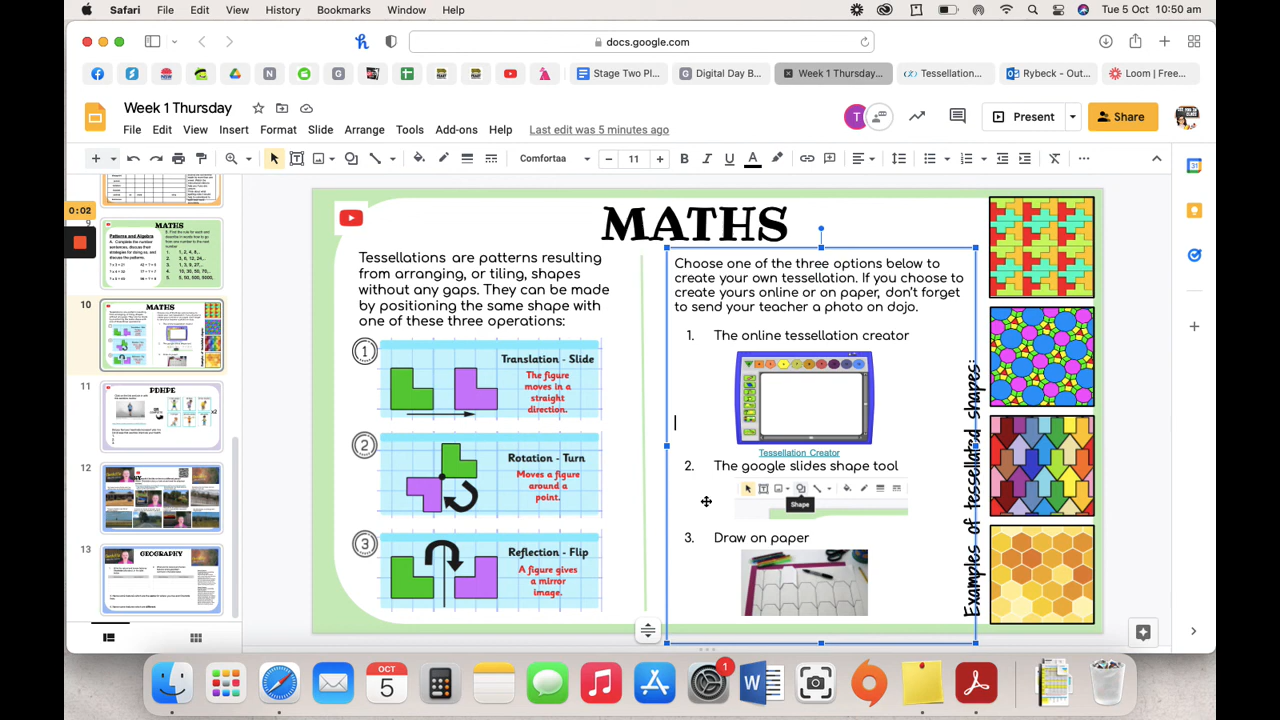 Safari File Edit View History Bookmarks Window Help Tue 5 Oct 10:50 am
docs.google.com
Stage Two Pl... Digital Day B... Week 1 Thursday... Tessellation... Rybeck - Out... Loom | Free...
Week 1 Thursday
File Edit View Insert Format Slide Arrange Tools Add-ons Help Last edit was 5 minutes ago
T
Present
Share
Comfortaa 11
0:02
9
MATHS
Patterns and Algebra
10
MATHS
11
PDHPE
x2
12
13
GEOGRAPHY
MATHS
Tessellations are patterns resulting
from arranging, or tiling, shapes
without any gaps. They can be made
by positioning the same shape with
one of these three operations:
1
Translation - Slide
The figure
moves in a
straight
direction.
2
Rotation - Turn
Moves a figure
around a
point.
3
Reflection - Flip
A figure gives
a mirror
image.
Choose one of the three options below to
create your own tessellation. If you choose to
create yours online or on paper, don't forget
to send your teacher a photo on dojo.
1. The online tessellation creator
Tessellation Creator
2. The google slides shape tool
Shape
3. Draw on paper
Examples of tessellated shapes:
OCT
5
1